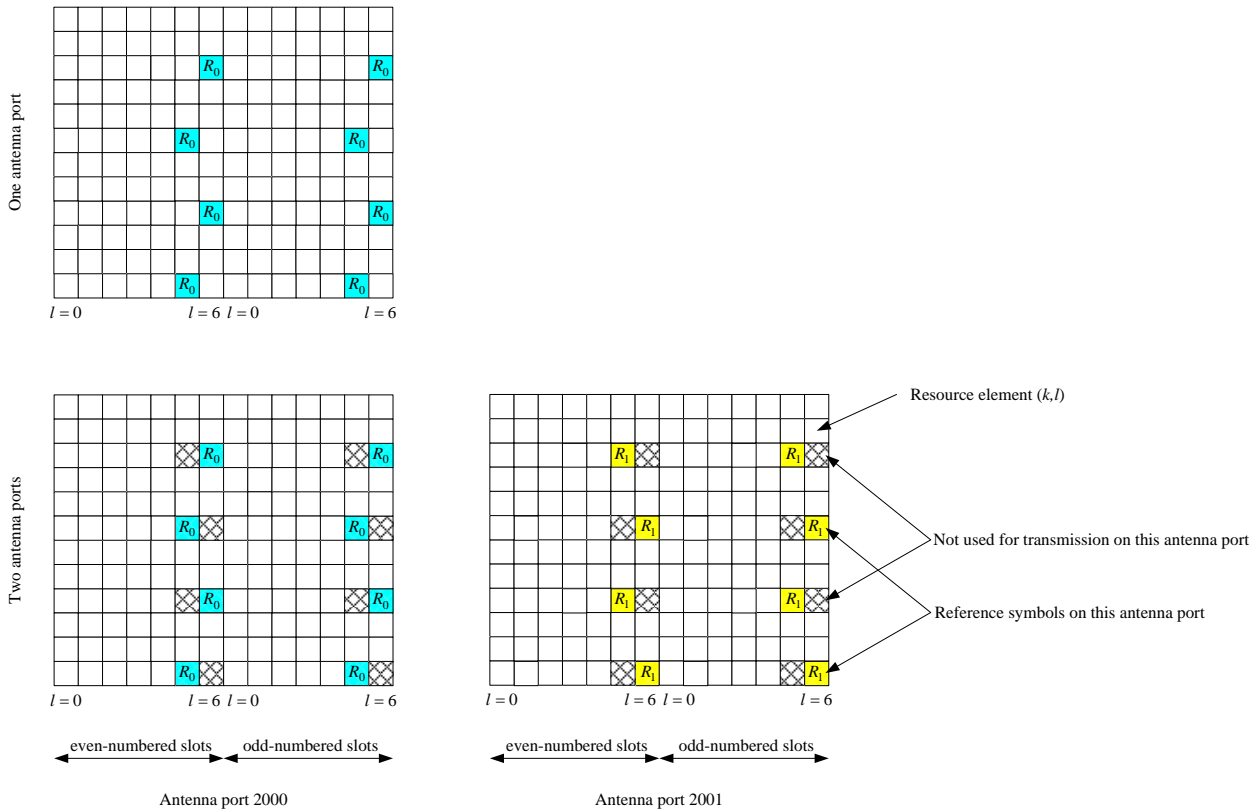 One antenna port
R0 R0
R0 R0
R0 R0
R0 R0
l = 0 l = 6 l = 0 l = 6
Two antenna ports
R0 R0
R0 R0
R0 R0
R0 R0
l = 0 l = 6 l = 0 l = 6
even-numbered slots odd-numbered slots
Antenna port 2000
R1 R1
R1 R1
R1 R1
R1 R1
l = 0 l = 6 l = 0 l = 6
even-numbered slots odd-numbered slots
Antenna port 2001
Resource element (k,l)
Not used for transmission on this antenna port
Reference symbols on this antenna port